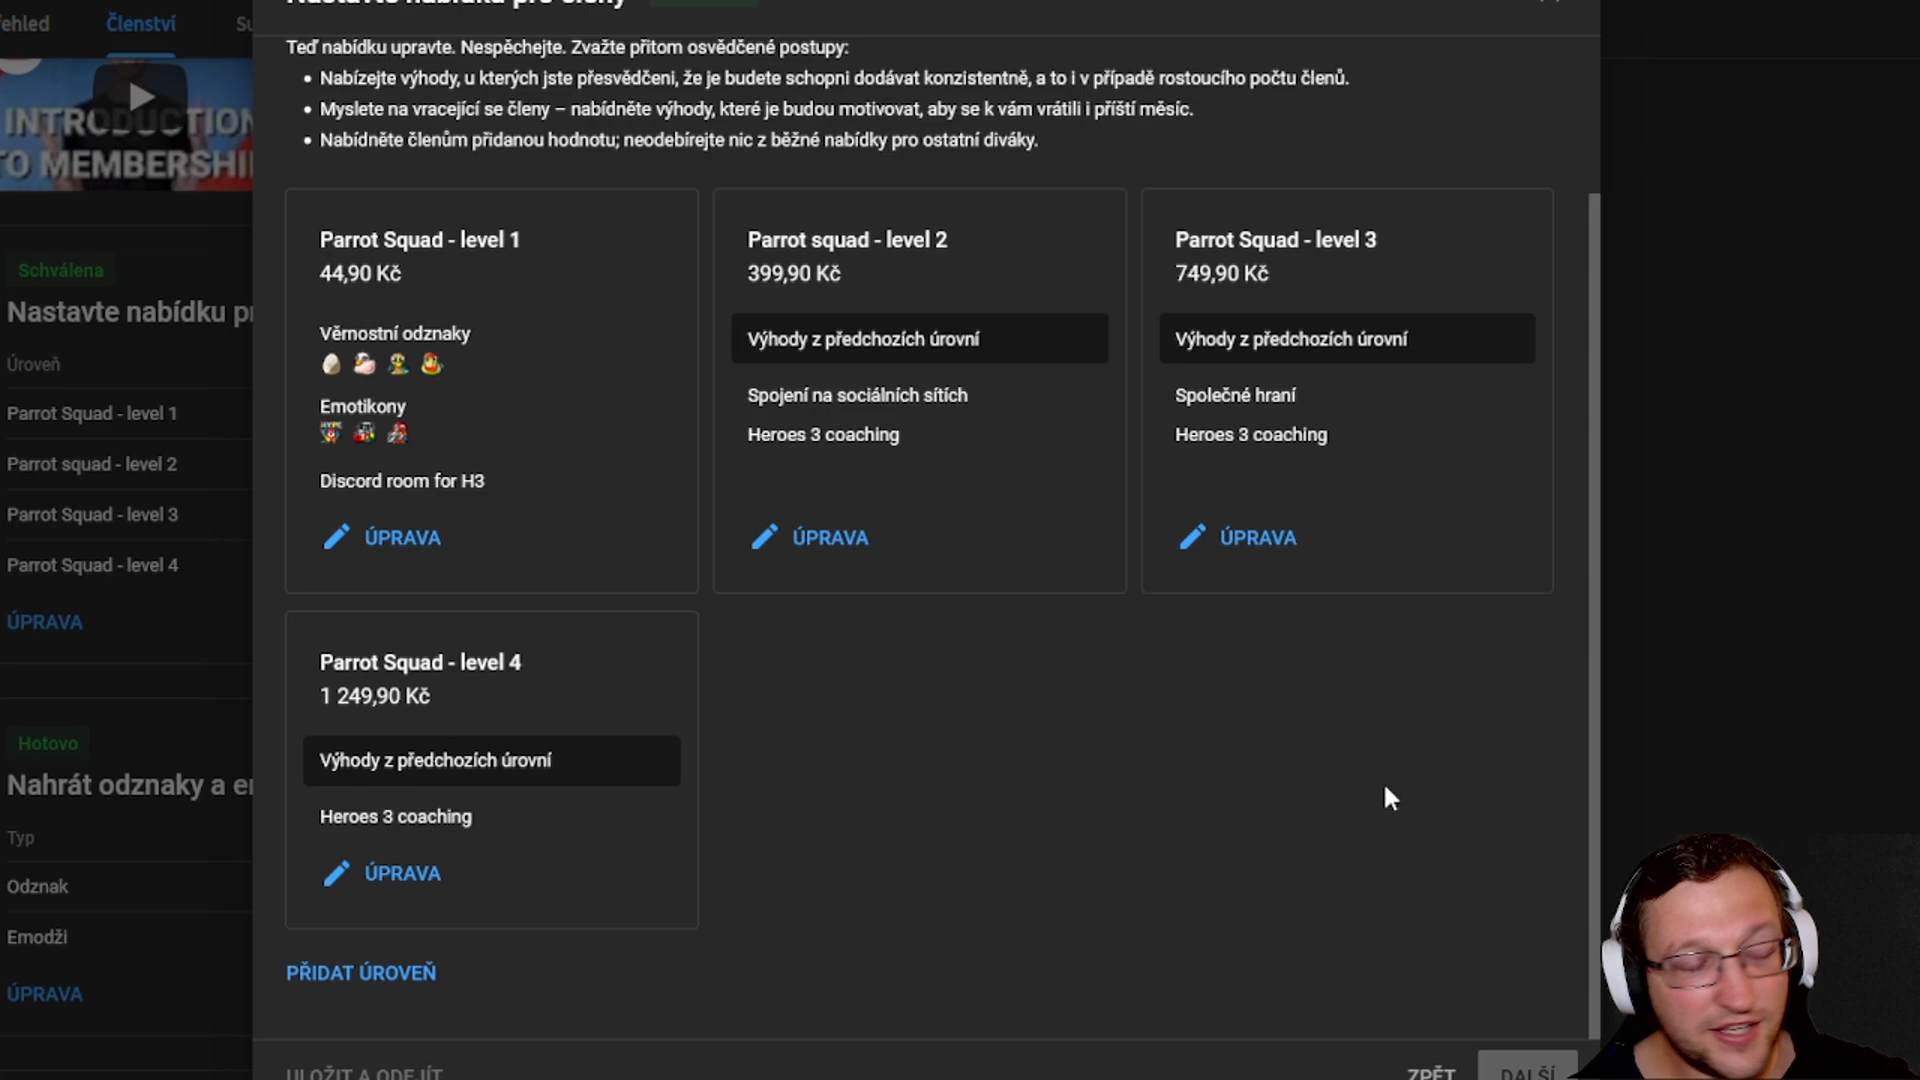 Členství
INTRODUCTION
TO MEMBERSHI
Schválena
Nastavte nabídku pr
Úroveň
Parrot Squad - level 1
Parrot squad - level 2
Parrot Squad - level 3
Parrot Squad - level 4
ÚPRAVA
Hotovo
Nahrát odznaky a e
Typ
Odznak
Emodži
ÚPRAVA
Nastavte nabídku pro členy
Teď nabídku upravte. Nespěchejte. Zvažte přitom osvědčené postupy:
• Nabízejte výhody, u kterých jste přesvědčeni, že je budete schopni dodávat konzistentně, a to i v případě rostoucího počtu členů.
• Myslete na vracející se členy – nabídněte výhody, které je budou motivovat, aby se k vám vrátili i příští měsíc.
• Nabídněte členům přidanou hodnotu; neodebírejte nic z běžné nabídky pro ostatní diváky.
Parrot Squad - level 1
44,90 Kč
Věrnostní odznaky
Emotikony
Discord room for H3
ÚPRAVA
Parrot squad - level 2
399,90 Kč
Výhody z předchozích úrovní
Spojení na sociálních sítích
Heroes 3 coaching
ÚPRAVA
Parrot Squad - level 3
749,90 Kč
Výhody z předchozích úrovní
Společné hraní
Heroes 3 coaching
ÚPRAVA
Parrot Squad - level 4
1 249,90 Kč
Výhody z předchozích úrovní
Heroes 3 coaching
ÚPRAVA
PŘIDAT ÚROVEŇ
ULOŽIT A ODEJÍT
ZPĚT
DALŠÍ